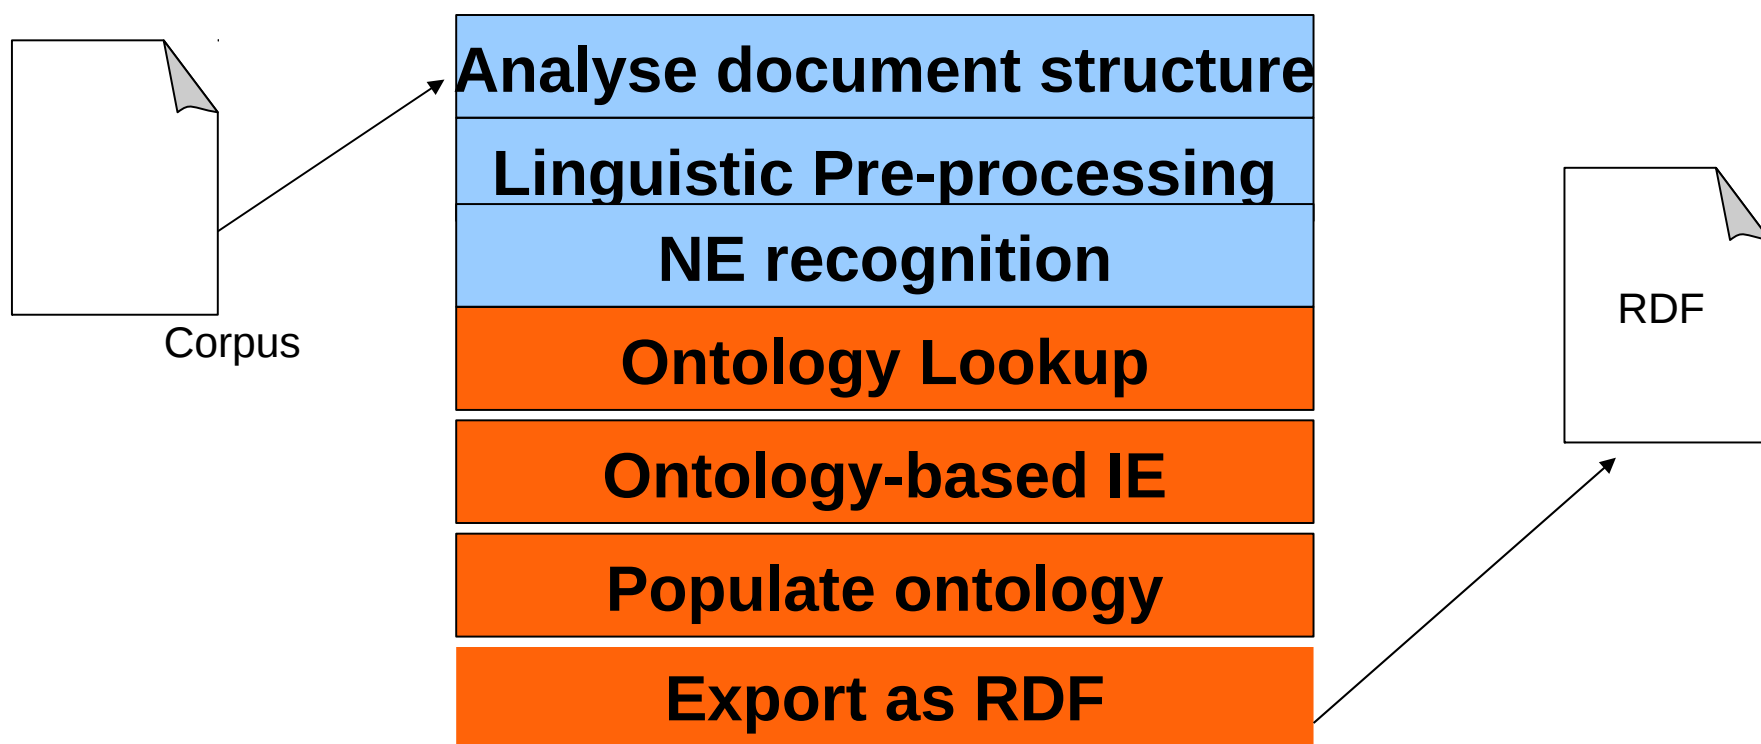 Analyse document structure
Linguistic Pre-processing
NE recognition
Ontology Lookup
Ontology-based IE
Populate ontology
Export as RDF
Corpus
RDF